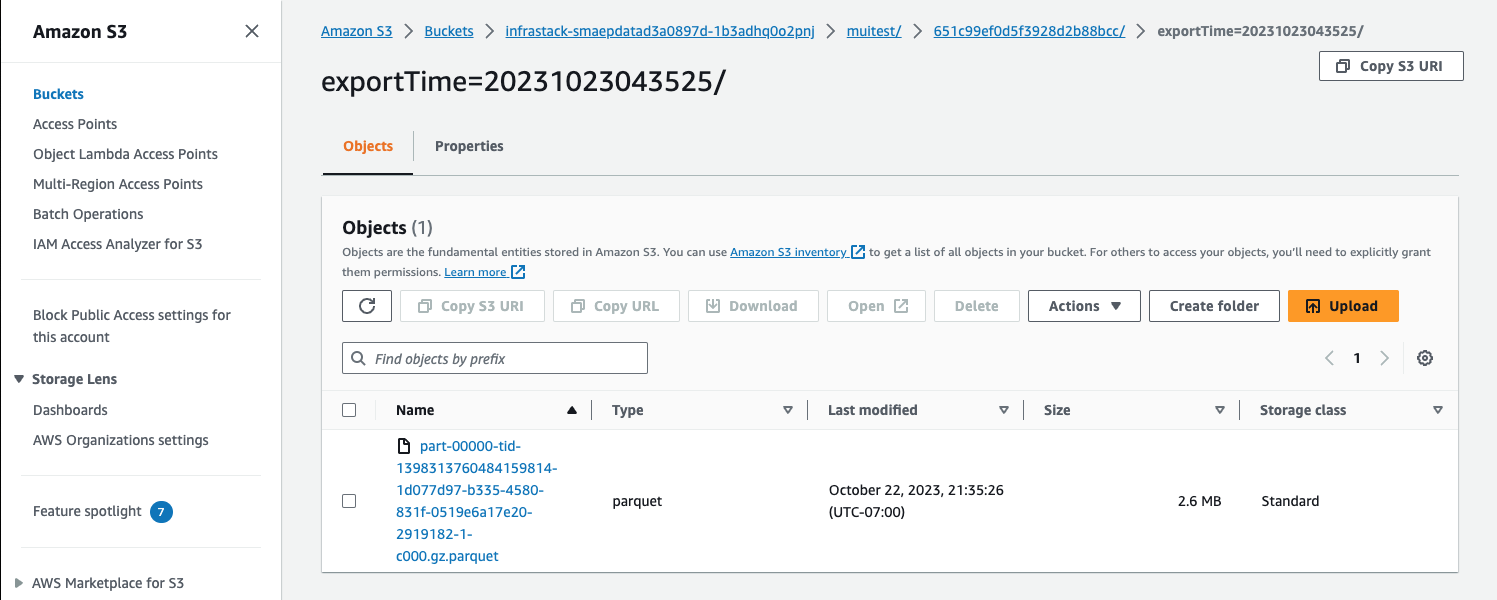 Amazon S3
Buckets
Access Points
Object Lambda Access Points
Multi-Region Access Points
Batch Operations
IAM Access Analyzer for S3
Block Public Access settings for
this account
Storage Lens
Dashboards
AWS Organizations settings
Feature spotlight 7
AWS Marketplace for S3
Amazon S3 > Buckets > infrastack-smaepdatad3a0897d-1b3adhq0o2pnj > muitest/ > 651c99ef0d5f3928d2b88bcc/ > exportTime=20231023043525/
exportTime=20231023043525/
Copy S3 URI
Objects Properties
Objects (1)
Objects are the fundamental entities stored in Amazon S3. You can use Amazon S3 inventory to get a list of all objects in your bucket. For others to access your objects, you'll need to explicitly grant
them permissions. Learn more
Copy S3 URI Copy URL Download Open Delete Actions Create folder Upload
Find objects by prefix
1
Name Type Last modified Size Storage class
part-00000-tid-
1398313760484159814-
1d077d97-b335-4580-
831f-0519e6a17e20-
2919182-1-
c000.gz.parquet
parquet
October 22, 2023, 21:35:26
(UTC-07:00)
2.6 MB
Standard